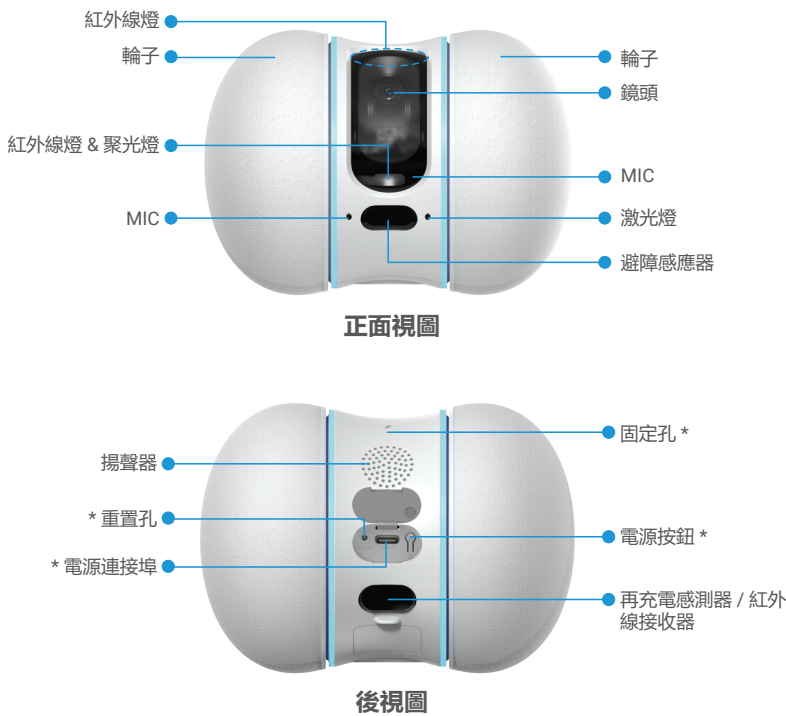 紅外線燈
輪子
輪子
鏡頭
紅外線燈 & 聚光燈
MIC
MIC
激光燈
避障感應器
正面視圖
固定孔 *
揚聲器
* 重置孔
電源按鈕 *
* 電源連接埠
再充電感測器 / 紅外
線接收器
後視圖